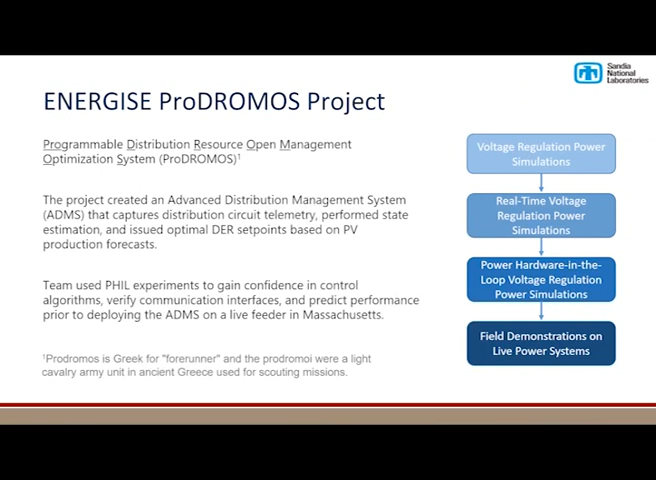 Sandia
National
Laboratories
ENERGISE ProDROMOS Project
Programmable Distribution Resource Open Management
Optimization System (ProDROMOS)¹
The project created an Advanced Distribution Management System
(ADMS) that captures distribution circuit telemetry, performed state
estimation, and issued optimal DER setpoints based on PV
production forecasts.
Team used PHIL experiments to gain confidence in control
algorithms, verify communication interfaces, and predict performance
prior to deploying the ADMS on a live feeder in Massachusetts.
¹Prodromos is Greek for "forerunner" and the prodromoi were a light
cavalry army unit in ancient Greece used for scouting missions.
Voltage Regulation Power
Simulations
Real-Time Voltage
Regulation Power
Simulations
Power Hardware-in-the-
Loop Voltage Regulation
Power Simulations
Field Demonstrations on
Live Power Systems